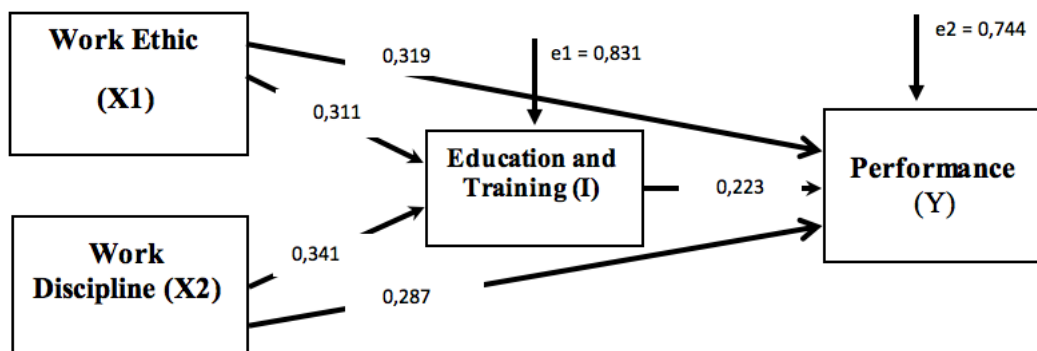 Work Ethic
(X1)
0,319
e1 = 0,831
e2 = 0,744
0,311
Education and
Training (I)
0,223
Performance
(Y)
Work
Discipline (X2)
0,341
0,287